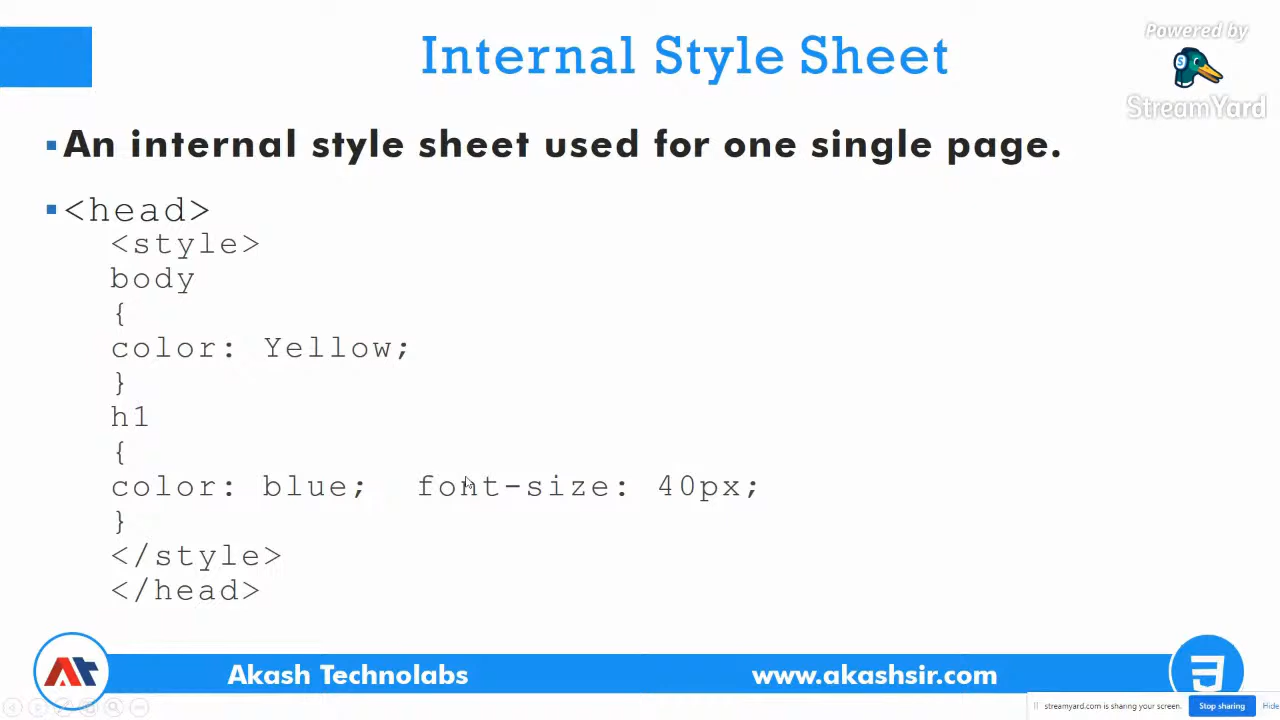 Internal Style Sheet
Powered by
StreamYard
An internal style sheet used for one single page.
<head>
<style>
body
{
color: Yellow;
}
h1
{
color: blue; font-size: 40px;
}
</style>
</head>
Akash Technolabs
www.akashsir.com
streamyard.com is sharing your screen.
Stop sharing
Hide